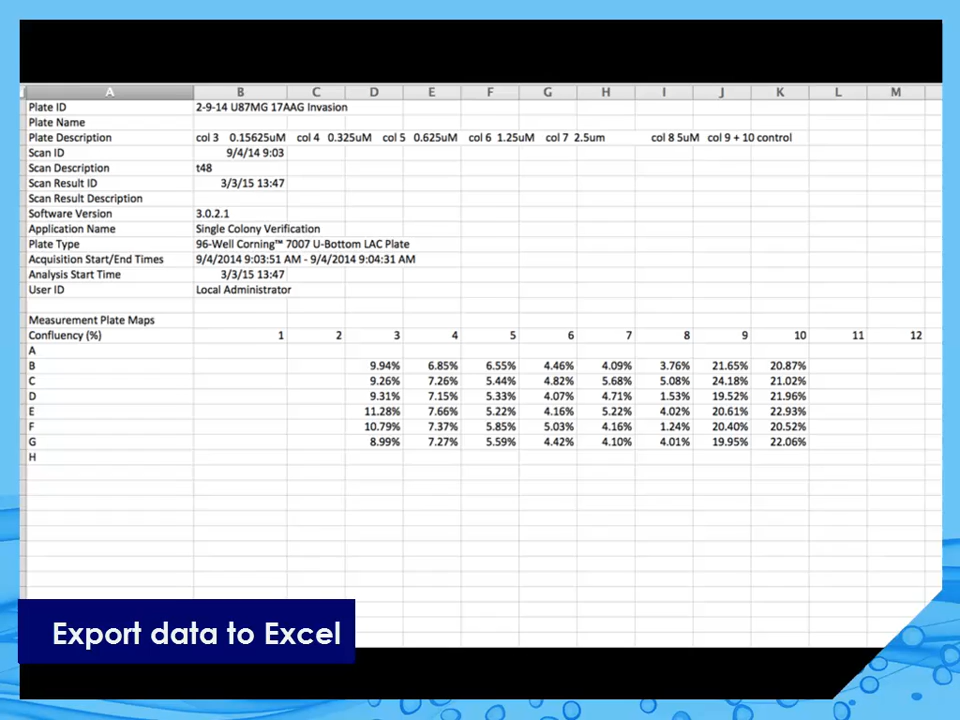 A B C D E F G H I J K L M
Plate ID 2-9-14 U87MG 17AAG Invasion
Plate Name
Plate Description col 3 0.15625uM col 4 0.325uM col 5 0.625uM col 6 1.25uM col 7 2.5um col 8 5uM col 9 + 10 control
Scan ID 9/4/14 9:03
Scan Description t48
Scan Result ID 3/3/15 13:47
Scan Result Description
Software Version 3.0.2.1
Application Name Single Colony Verification
Plate Type 96-Well Corning™ 7007 U-Bottom LAC Plate
Acquisition Start/End Times 9/4/2014 9:03:51 AM - 9/4/2014 9:04:31 AM
Analysis Start Time 3/3/15 13:47
User ID Local Administrator
Measurement Plate Maps
Confluency (%) 1 2 3 4 5 6 7 8 9 10 11 12
A
B 9.94% 6.85% 6.55% 4.46% 4.09% 3.76% 21.65% 20.87%
C 9.26% 7.26% 5.44% 4.82% 5.68% 5.08% 24.18% 21.02%
D 9.31% 7.15% 5.33% 4.07% 4.71% 1.53% 19.52% 21.96%
E 11.28% 7.66% 5.22% 4.16% 5.22% 4.02% 20.61% 22.93%
F 10.79% 7.37% 5.85% 5.03% 4.16% 1.24% 20.40% 20.52%
G 8.99% 7.27% 5.59% 4.42% 4.10% 4.01% 19.95% 22.06%
H
Export data to Excel